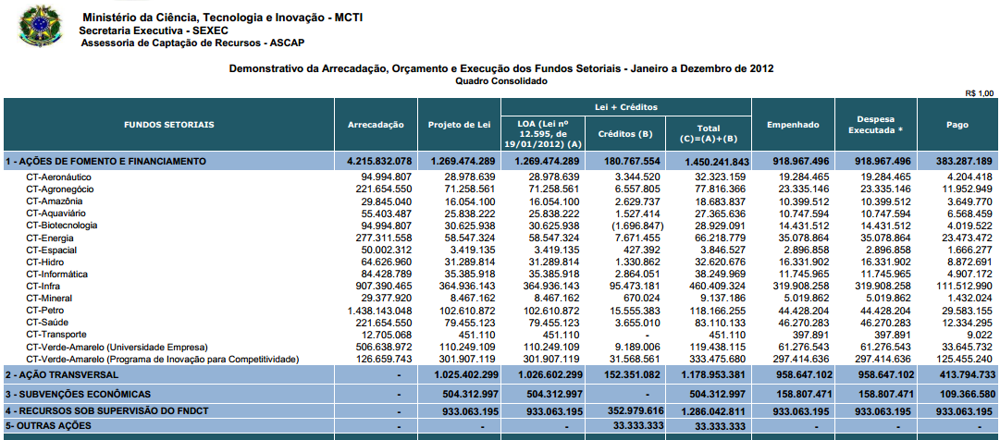 Ministério da Ciência, Tecnologia e Inovação - MCTI
Secretaria Executiva - SEXEC
Assessoria de Captação de Recursos - ASCAP
Demonstrativo da Arrecadação, Orçamento e Execução dos Fundos Setoriais - Janeiro a Dezembro de 2012
Quadro Consolidado
R$ 1,00
FUNDOS SETORIAIS Arrecadação Projeto de Lei Lei + Créditos Empenhado Despesa Executada * Pago
LOA (Lei nº 12.595, de 19/01/2012) (A) Créditos (B) Total (C)=(A)+(B)
1 - AÇÕES DE FOMENTO E FINANCIAMENTO 4.215.832.078 1.269.474.289 1.269.474.289 180.767.554 1.450.241.843 918.967.496 918.967.496 383.287.189
CT-Aeronáutico 94.994.807 28.978.639 28.978.639 3.344.520 32.323.159 19.284.465 19.284.465 4.204.418
CT-Agronegócio 221.654.550 71.258.561 71.258.561 6.557.805 77.816.366 23.335.146 23.335.146 11.952.949
CT-Amazônia 29.845.040 16.054.100 16.054.100 2.629.737 18.683.837 10.399.512 10.399.512 3.649.770
CT-Aquaviário 55.403.487 25.838.222 25.838.222 1.527.414 27.365.636 10.747.594 10.747.594 6.568.459
CT-Biotecnologia 94.994.807 30.625.938 30.625.938 (1.696.847) 28.929.091 14.431.512 14.431.512 4.019.522
CT-Energia 277.311.558 58.547.324 58.547.324 7.671.455 66.218.779 35.078.864 35.078.864 23.473.472
CT-Espacial 50.002.312 3.419.135 3.419.135 427.392 3.846.527 2.896.858 2.896.858 1.666.277
CT-Hidro 64.626.960 31.289.814 31.289.814 1.330.862 32.620.676 16.331.902 16.331.902 8.872.691
CT-Informática 84.428.789 35.385.918 35.385.918 2.864.051 38.249.969 11.745.965 11.745.965 4.907.172
CT-Infra 907.390.465 364.936.143 364.936.143 95.473.181 460.409.324 319.908.258 319.908.258 111.512.990
CT-Mineral 29.377.920 8.467.162 8.467.162 670.024 9.137.186 5.019.862 5.019.862 1.432.024
CT-Petro 1.438.143.048 102.610.872 102.610.872 15.555.383 118.166.255 44.428.204 44.428.204 29.583.155
CT-Saúde 221.654.550 79.455.123 79.455.123 3.655.010 83.110.133 46.270.283 46.270.283 12.334.295
CT-Transporte 12.705.068 451.110 451.110 - 451.110 397.891 397.891 9.022
CT-Verde-Amarelo (Universidade Empresa) 506.638.972 110.249.109 110.249.109 9.189.006 119.438.115 61.276.543 61.276.543 33.645.732
CT-Verde-Amarelo (Programa de Inovação para Competitividade) 126.659.743 301.907.119 301.907.119 31.568.561 333.475.680 297.414.636 297.414.636 125.455.240
2 - AÇÃO TRANSVERSAL - 1.025.402.299 1.026.602.299 152.351.082 1.178.953.381 958.647.102 958.647.102 413.794.733
3 - SUBVENÇÕES ECONÔMICAS - 504.312.997 504.312.997 - 504.312.997 158.807.471 158.807.471 109.366.580
4 - RECURSOS SOB SUPERVISÃO DO FNDCT - 933.063.195 933.063.195 352.979.616 1.286.042.811 933.063.195 933.063.195 933.063.195
5- OUTRAS AÇÕES - - - 33.333.333 33.333.333 - - -